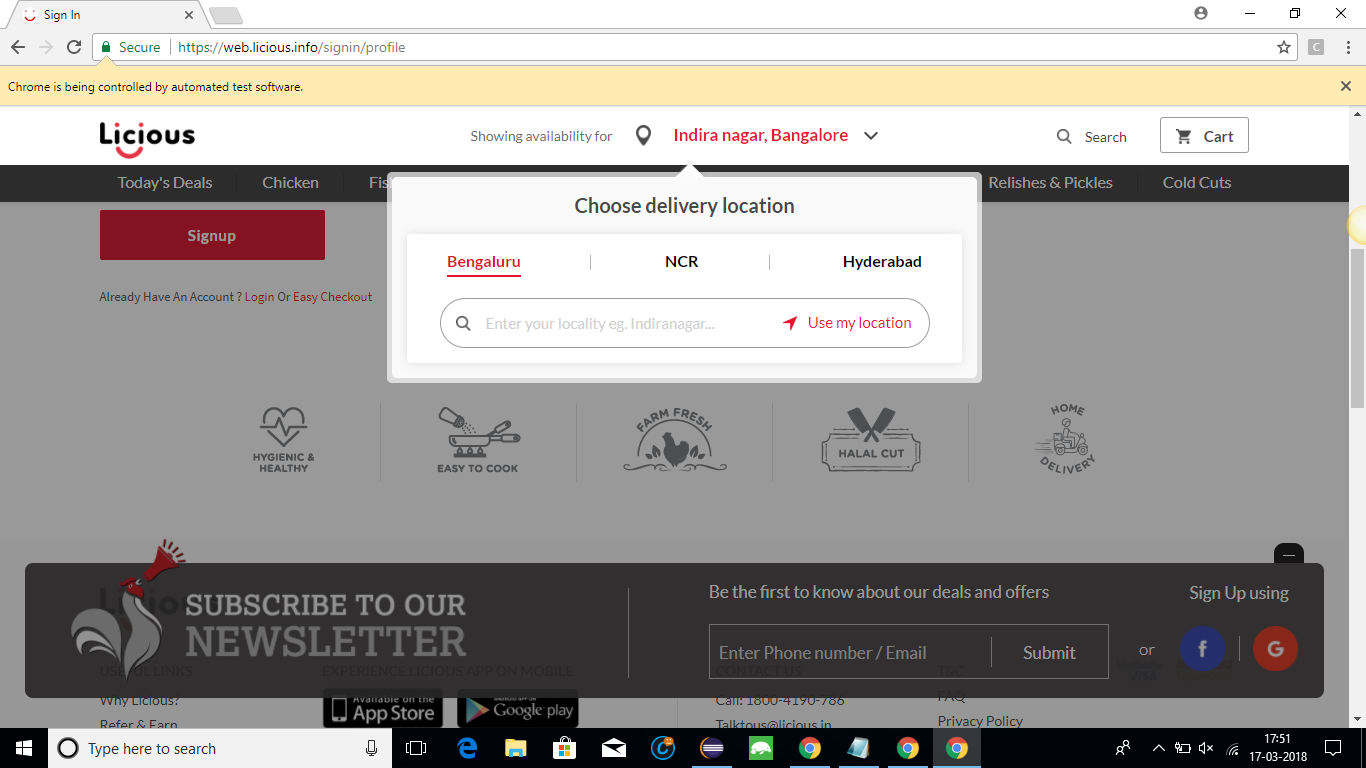 Sign In
Secure
https://web.licious.info/signin/profile
C
Chrome is being controlled by automated test software.
Licious
Showing availability for
Indira nagar, Bangalore
Search
Cart
Today's Deals
Chicken
Fis
Relishes & Pickles
Cold Cuts
Choose delivery location
Bengaluru
NCR
Hyderabad
Enter your locality eg. Indiranagar...
Use my location
Signup
Already Have An Account ? Login Or Easy Checkout
HYGIENIC &
HEALTHY
EASY TO COOK
FARM FRESH
HALAL CUT
HOME
DELIVERY
SUBSCRIBE TO OUR
NEWSLETTER
Be the first to know about our deals and offers
Enter Phone number / Email
Submit
or
Sign Up using
f
G
USEFUL LINKS
EXPERIENCE LICIOUS APP ON MOBILE
CONTACT US
T&C
VISA
Why Licious?
Refer & Earn
Available on the
App Store
ANDROID APP ON
Google play
Call: 1800-4190-786
Talktous@licious.in
FAQ
Privacy Policy
Type here to search
17:51
17-03-2018